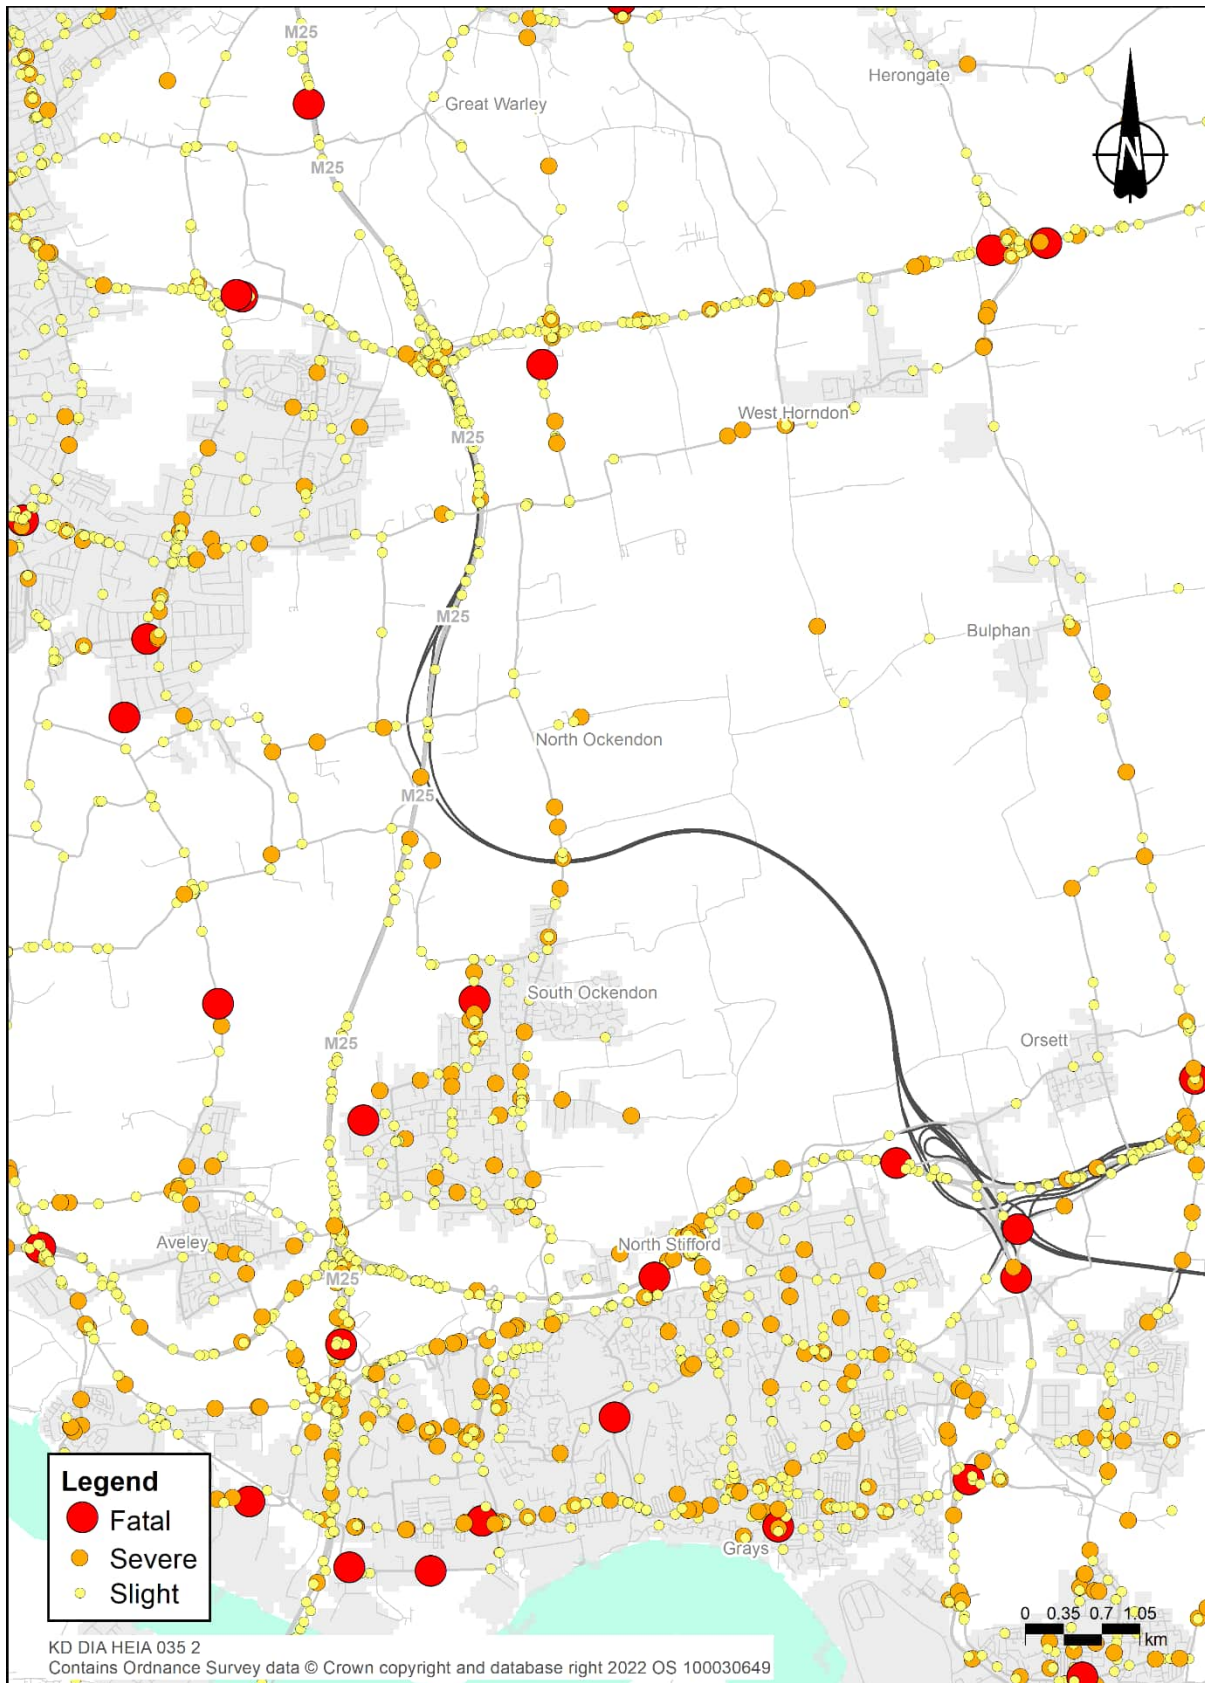 M25
Herongate
Great Warley
N
M25
West Horndon
M25
M25
Bulphan
North Ockendon
M25
South Ockendon
Orsett
M25
Aveley
North Stifford
M25
Legend
Fatal
Severe
Slight
Grays
0 0.35 0.7 1.05
km
KD DIA HEIA 035 2
Contains Ordnance Survey data © Crown copyright and database right 2022 OS 100030649